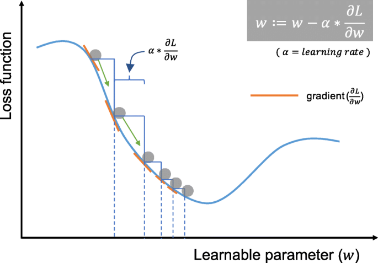 w := w − α * ∂L/∂w
( α = learning rate )
α * ∂L/∂w
gradient(∂L/∂w)
Loss function
Learnable parameter (w)